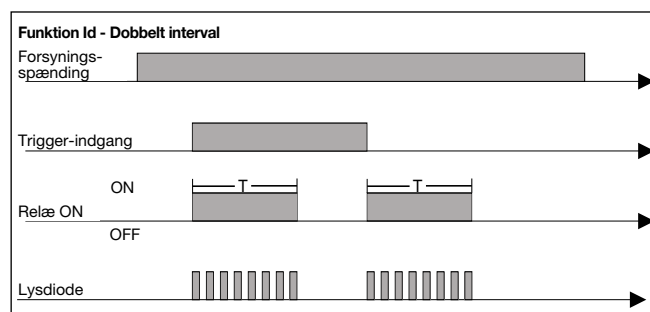 Funktion Id - Dobbelt interval
Forsynings-
spænding
Trigger-indgang
ON
T
T
Relæ ON
OFF
Lysdiode